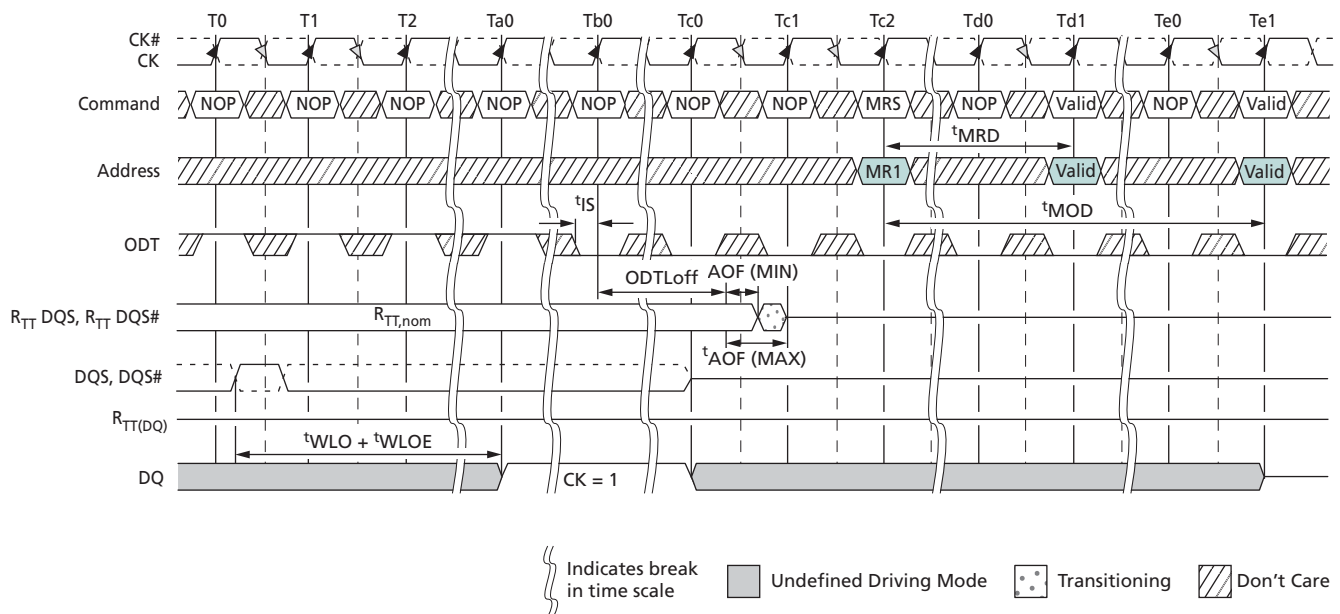 T0 T1 T2 Ta0 Tb0 Tc0 Tc1 Tc2 Td0 Td1 Te0 Te1
CK#
CK
Command NOP NOP NOP NOP NOP NOP NOP MRS NOP Valid NOP Valid
tMRD
Address MR1 Valid Valid
tIS
tMOD
ODT
ODTLoff AOF (MIN)
RTT DQS, RTT DQS# RTT,nom
tAOF (MAX)
DQS, DQS#
RTT(DQ)
tWLO + tWLOE
DQ CK = 1
Indicates break
in time scale
Undefined Driving Mode
Transitioning
Don't Care